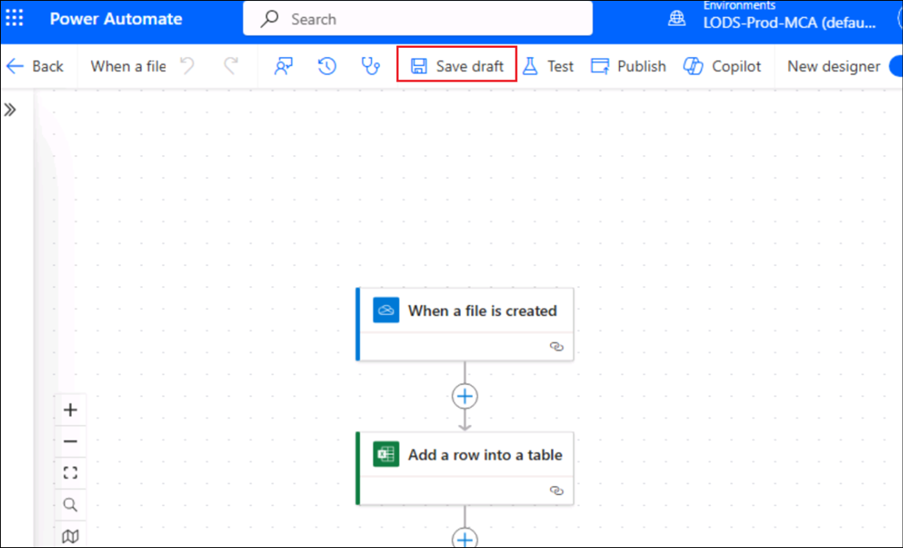 Power Automate
Search
Environments
LODS-Prod-MCA (defau...
Back
When a file
Save draft
Test
Publish
Copilot
New designer
When a file is created
Add a row into a table